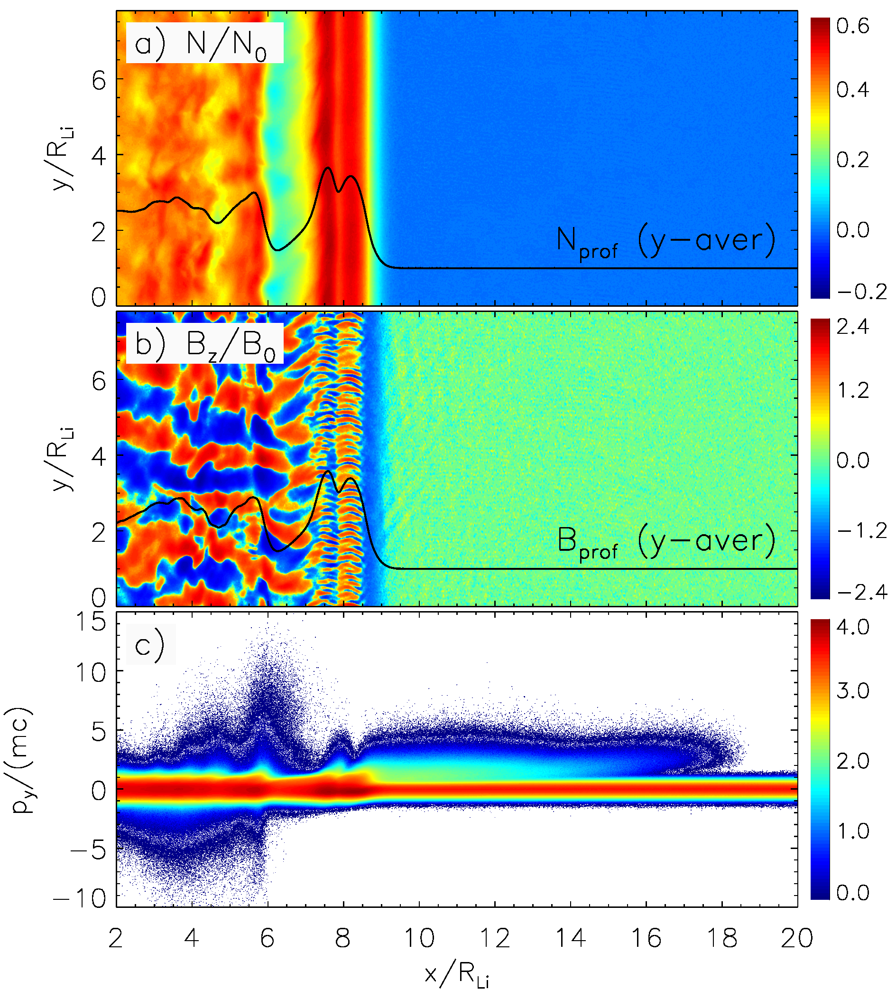 a) N/N0
0.6
0.4
0.2
0.0
−0.2
6
4
2
0
y/RLi
Nprof (y−aver)
b) Bz/B0
2.4
1.2
0.0
−1.2
−2.4
6
4
2
0
y/RLi
Bprof (y−aver)
c)
4.0
3.0
2.0
1.0
0.0
15
10
5
0
−5
−10
py/(mc)
2 4 6 8 10 12 14 16 18 20
x/RLi